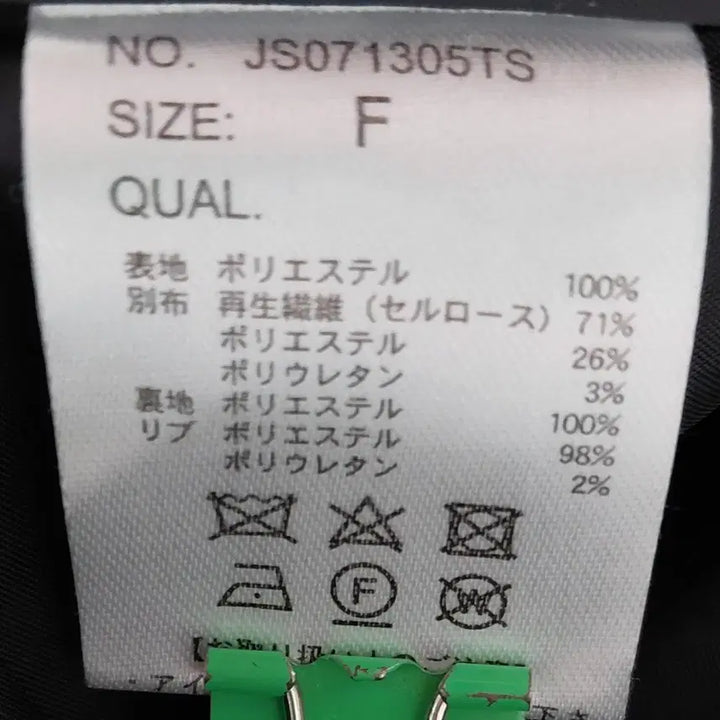 NO. JS071305TS
SIZE: F
QUAL.
表地 ポリエステル 100%
別布 再生繊維（セルロース） 71%
ポリエステル 26%
ポリウレタン 3%
裏地 ポリエステル 100%
リブ ポリエステル 98%
ポリウレタン 2%
F
W